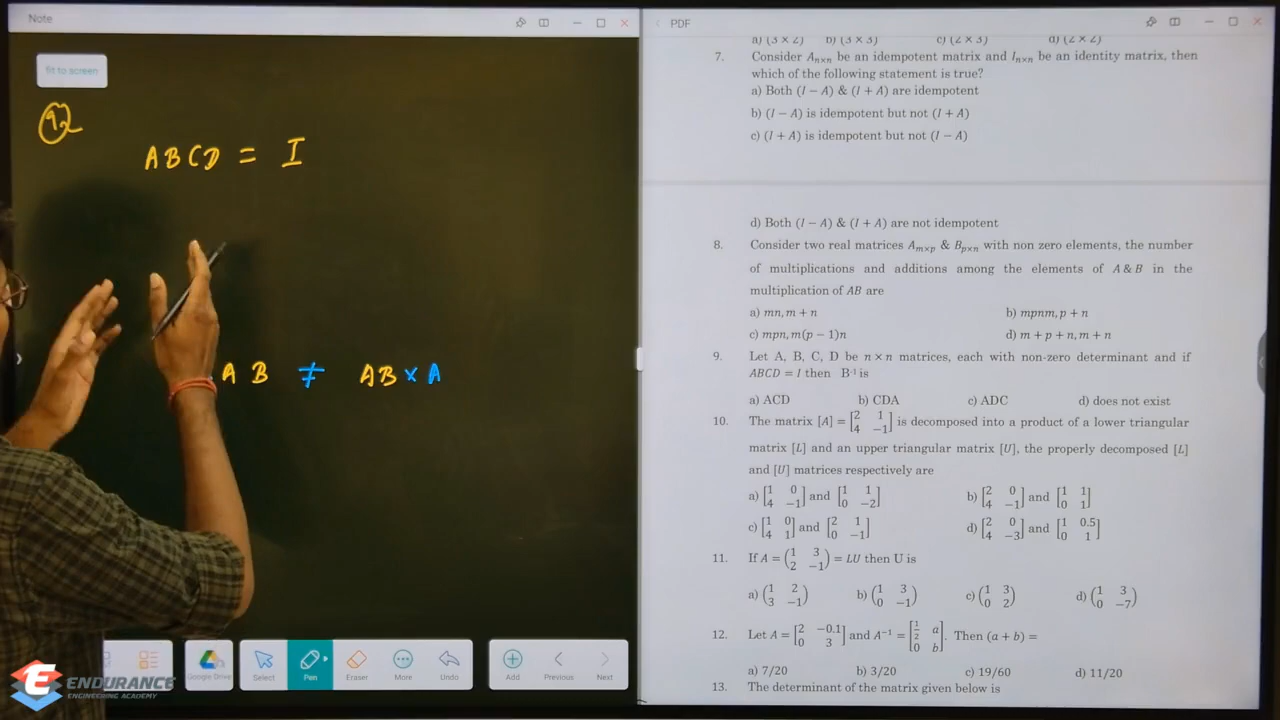 Note
PDF
fit to screen
92
ABCD = I
AB ≠ AB × A
Google Drive
Select
Pen
Eraser
More
Undo
Add
Previous
Next
ENDURANCE
ENGINEERING ACADEMY
a) (3 × 2) b) (3 × 3) c) (2 × 3) d) (2 × 2)
7. Consider Aₙₓₙ be an idempotent matrix and Iₙₓₙ be an identity matrix, then
which of the following statement is true?
a) Both (I − A) & (I + A) are idempotent
b) (I − A) is idempotent but not (I + A)
c) (I + A) is idempotent but not (I − A)
d) Both (I − A) & (I + A) are not idempotent
8. Consider two real matrices Aₘₓₚ & Bₚₓₙ with non zero elements, the number
of multiplications and additions among the elements of A & B in the
multiplication of AB are
a) mn, m + n b) mpnm, p + n
c) mpn, m(p − 1)n d) m + p + n, m + n
9. Let A, B, C, D be n × n matrices, each with non-zero determinant and if
ABCD = I then B⁻¹ is
a) ACD b) CDA c) ADC d) does not exist
10. The matrix [A] = [2 1; 4 −1] is decomposed into a product of a lower triangular
matrix [L] and an upper triangular matrix [U], the properly decomposed [L]
and [U] matrices respectively are
a) [1 0; 4 −1] and [1 1; 0 −2] b) [2 0; 4 −1] and [1 1; 0 1]
c) [1 0; 4 1] and [2 1; 0 −1] d) [2 0; 4 −3] and [1 0.5; 0 1]
11. If A = (1 3; 2 −1) = LU then U is
a) (1 2; 3 −1) b) (1 3; 0 −1) c) (1 3; 0 2) d) (1 3; 0 −7)
12. Let A = [2 −0.1; 0 3] and A⁻¹ = [1/2 a; 0 b]. Then (a + b) =
a) 7/20 b) 3/20 c) 19/60 d) 11/20
13. The determinant of the matrix given below is